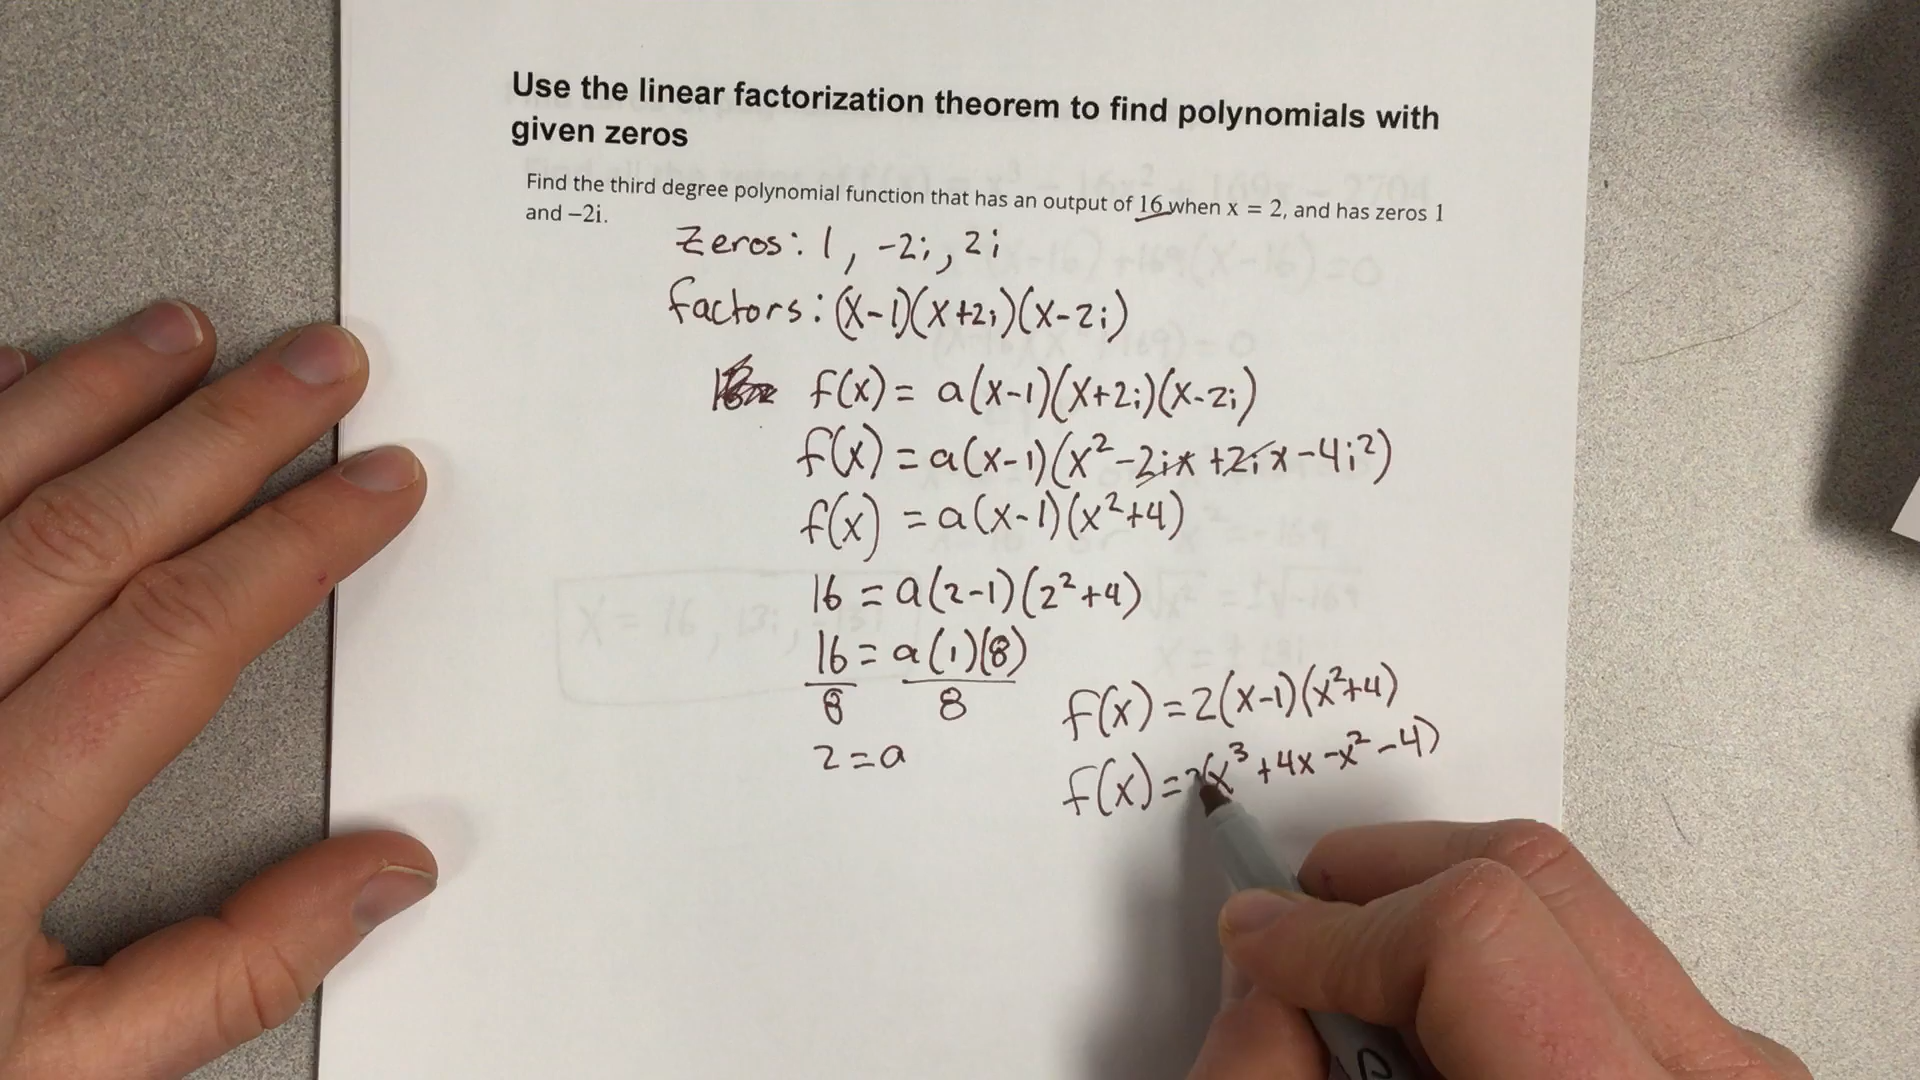 Use the linear factorization theorem to find polynomials with
given zeros
Find the third degree polynomial function that has an output of 16 when x = 2, and has zeros 1
and −2i.
Zeros: 1, -2i, 2i
factors: (x-1)(x+2i)(x-2i)
f(x) = a(x-1)(x+2i)(x-2i)
f(x) = a(x-1)(x²-2ix+2ix-4i²)
f(x) = a(x-1)(x²+4)
16 = a(2-1)(2²+4)
16 = a(1)(8)
8 8
2 = a
f(x) = 2(x-1)(x²+4)
f(x) = 2(x³+4x-x²-4)